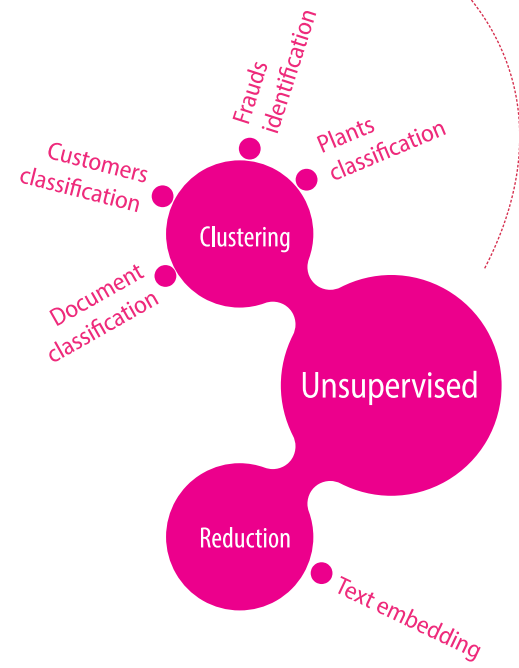 Frauds
identification
Plants
classification
Customers
classification
Clustering
Document
classification
Unsupervised
Reduction
Text embedding